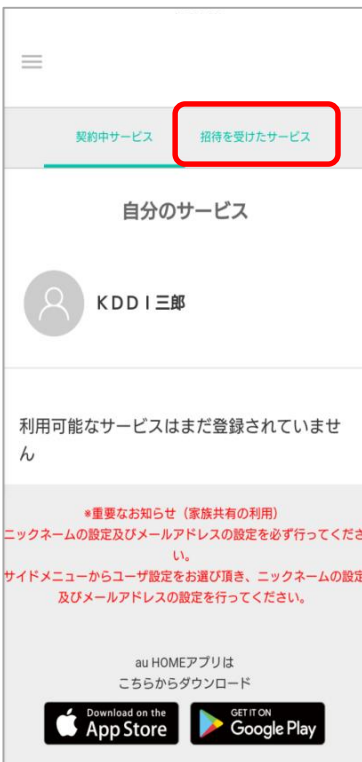 契約中サービス 招待を受けたサービス
自分のサービス
KDDI三郎
利用可能なサービスはまだ登録されていませ
ん
*重要なお知らせ（家族共有の利用）
ニックネームの設定及びメールアドレスの設定を必ず行ってくださ
い。
サイドメニューからユーザ設定をお選び頂き、ニックネームの設定
及びメールアドレスの設定を行ってください。
au HOMEアプリは
こちらからダウンロード
Download on the
App Store
GET IT ON
Google Play